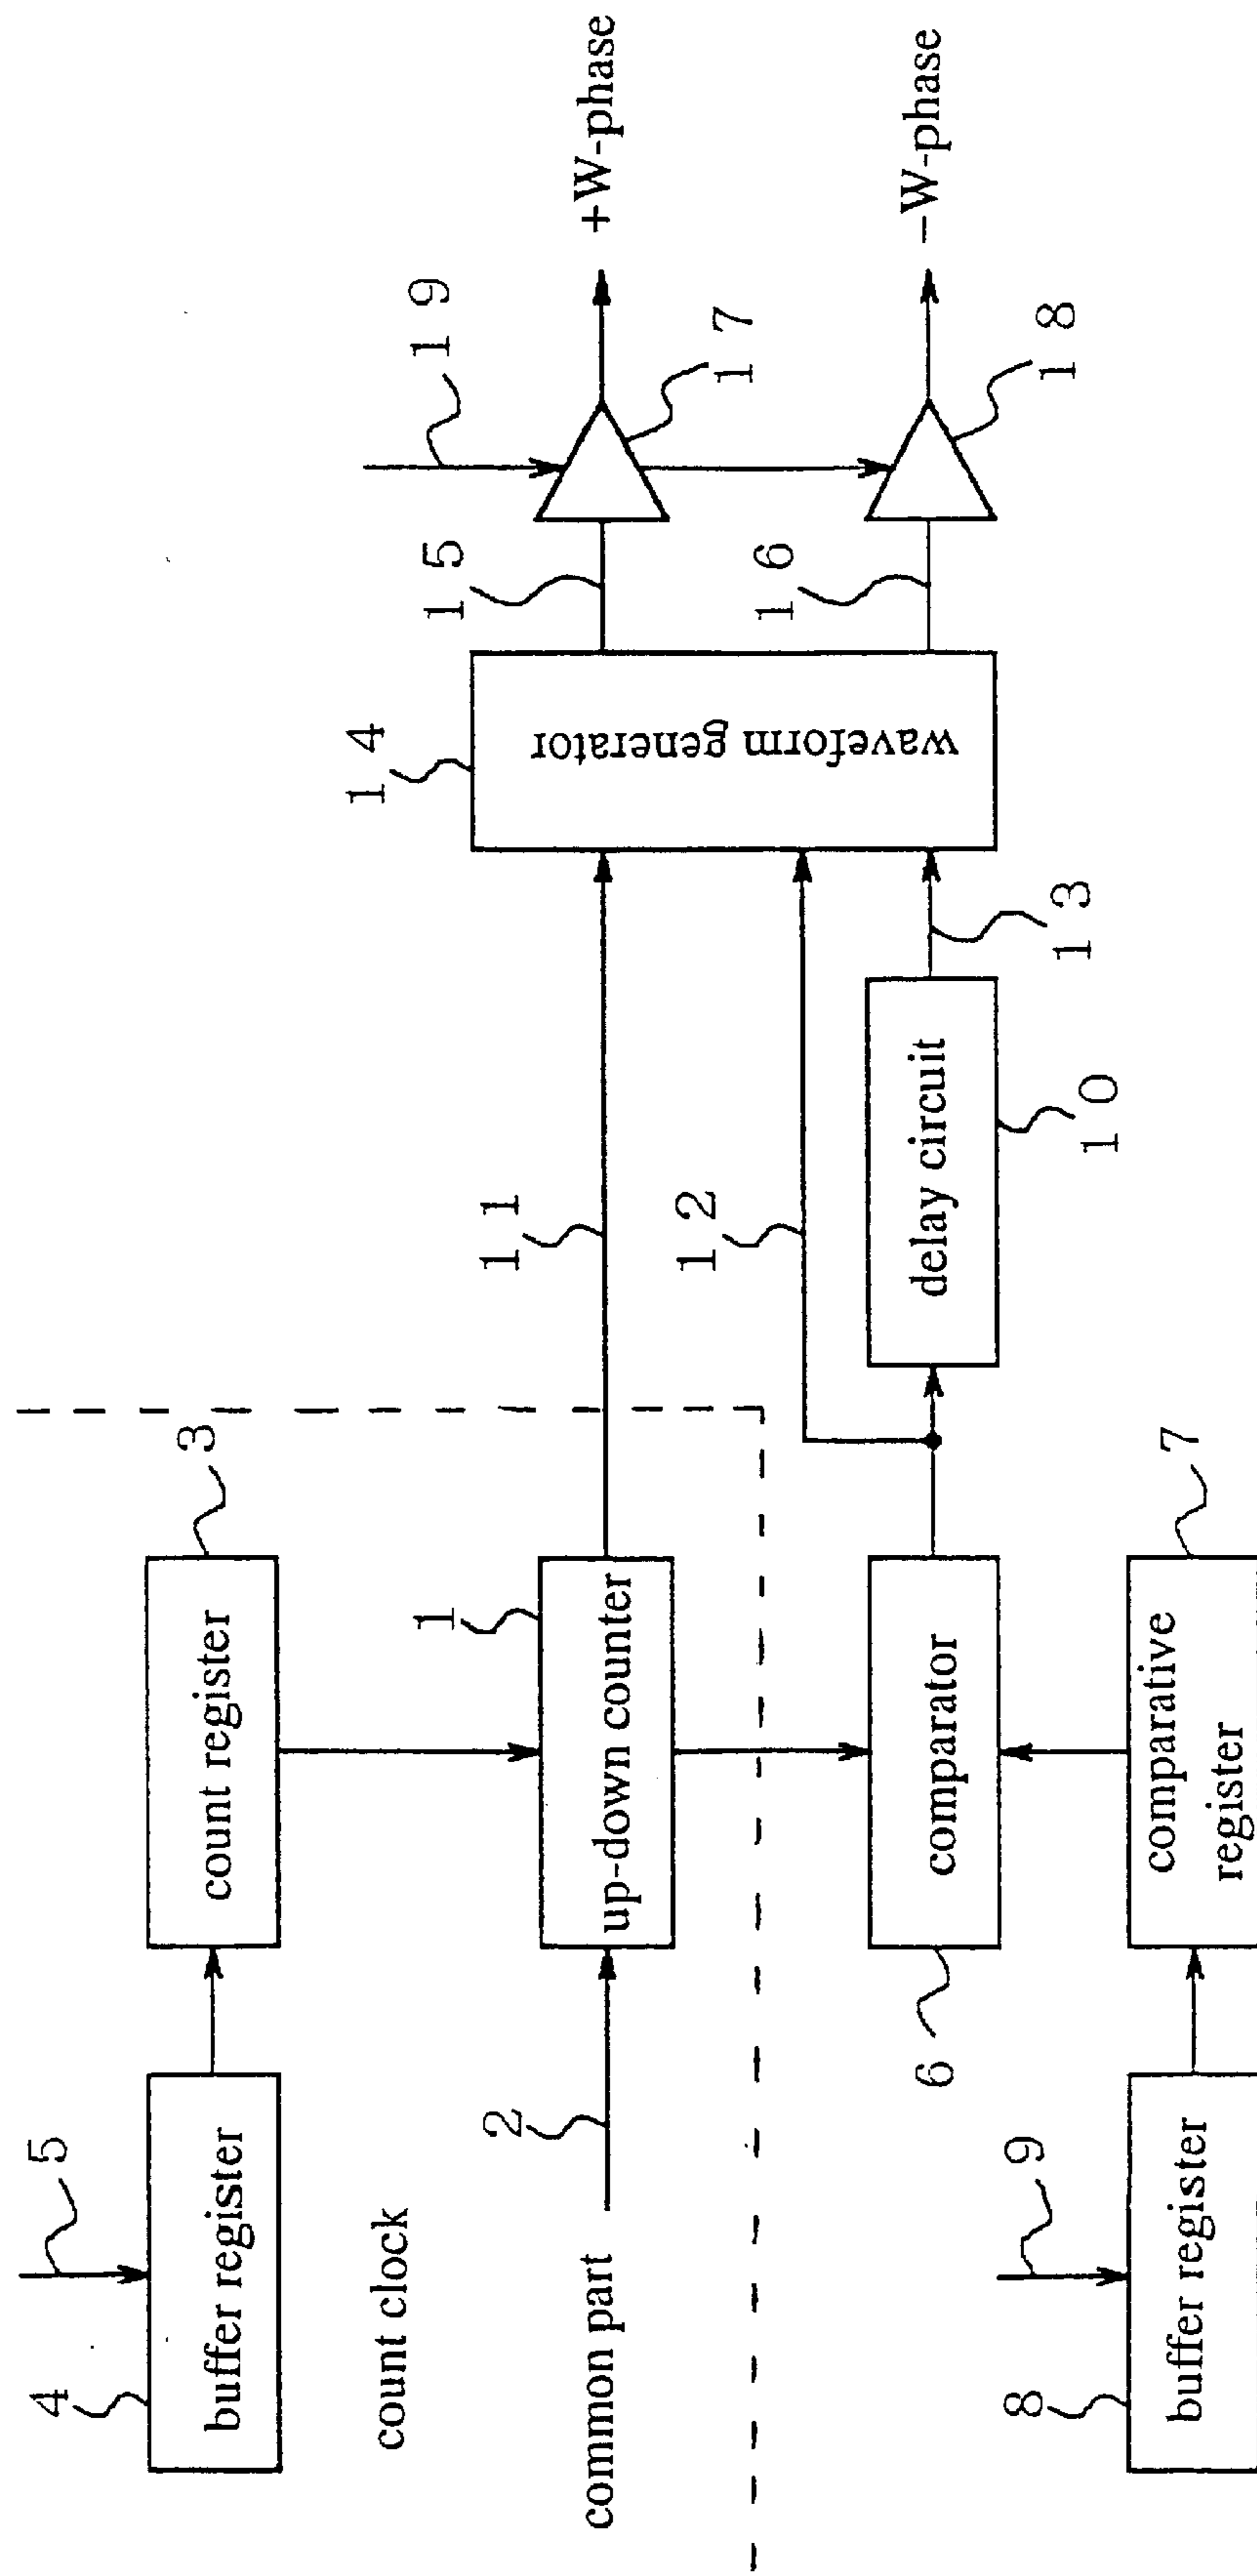 5
4
buffer register
3
count register
count clock
common part
2
1
up-down counter
11
12
6
comparator
9
8
buffer register
7
comparative
register
delay circuit
10
13
14
waveform generator
15
16
19
17
18
+W-phase
−W-phase